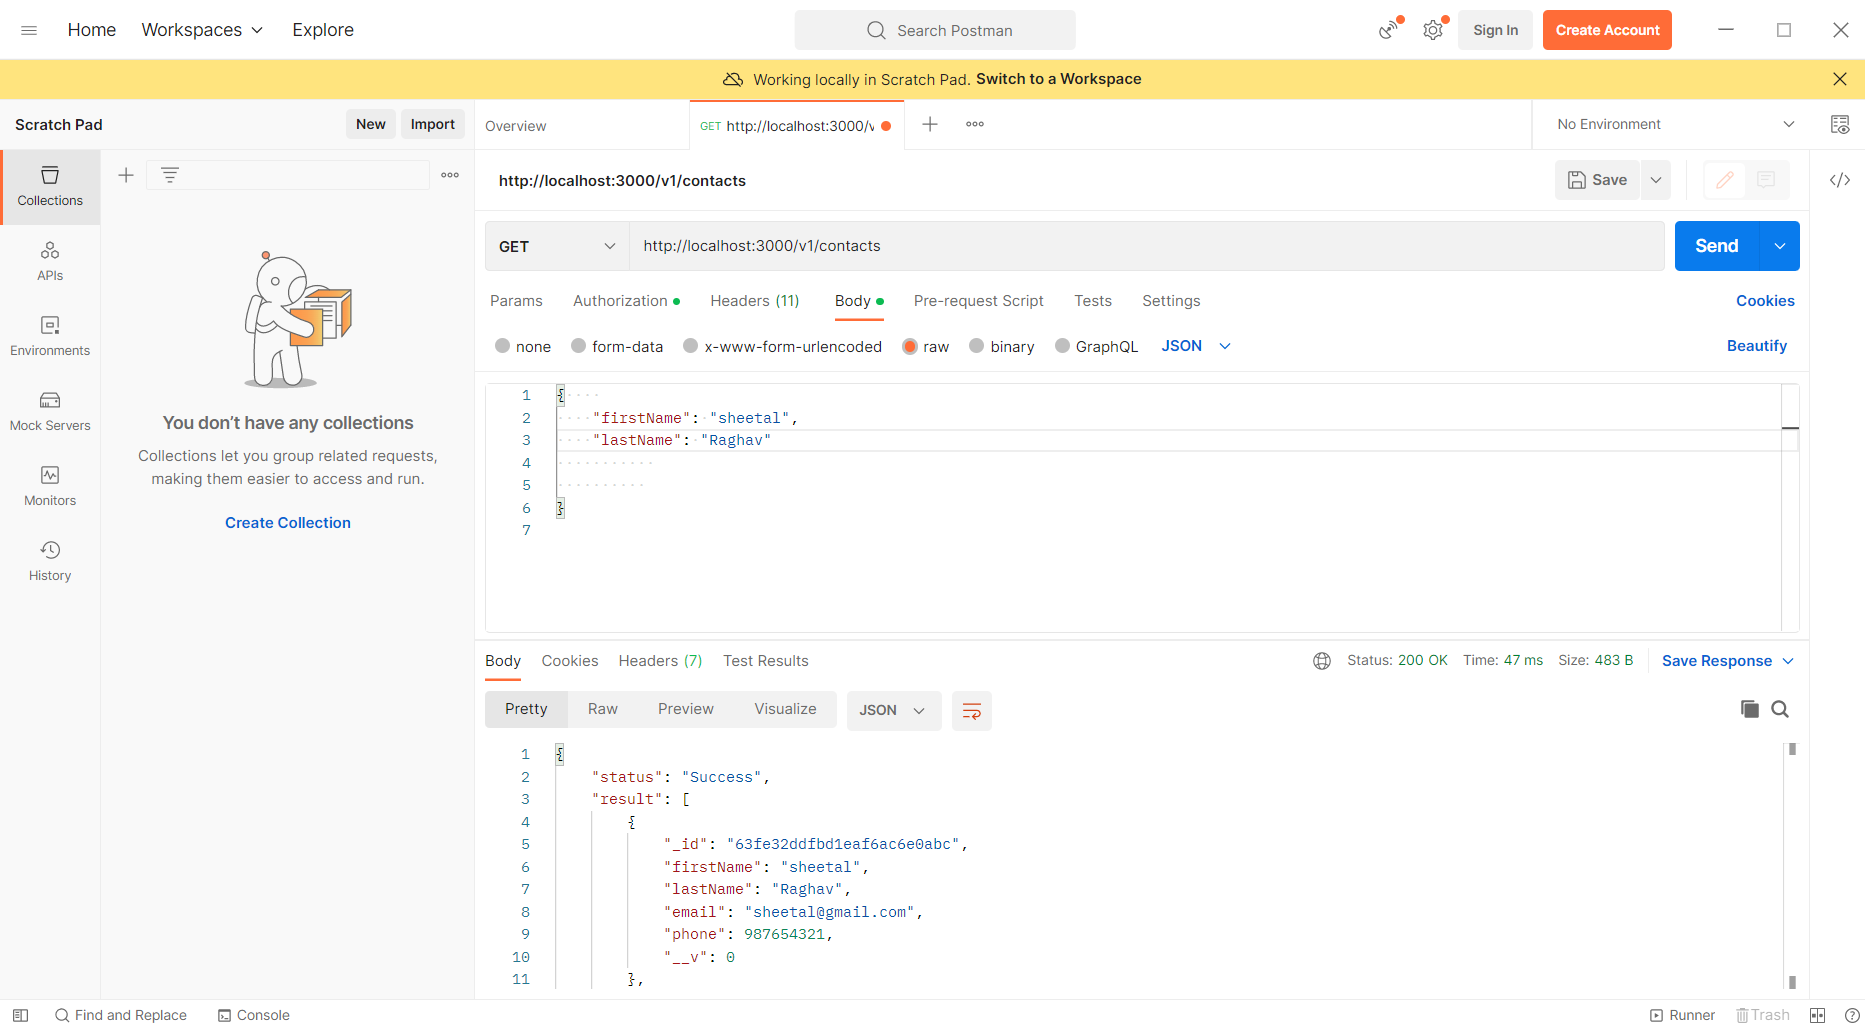 Home Workspaces Explore Search Postman Sign In Create Account
Working locally in Scratch Pad. Switch to a Workspace
Scratch Pad New Import Overview GET http://localhost:3000/v No Environment
Collections
APIs
Environments
Mock Servers
Monitors
History
You don't have any collections
Collections let you group related requests,
making them easier to access and run.
Create Collection
http://localhost:3000/v1/contacts Save
GET http://localhost:3000/v1/contacts Send
Params Authorization Headers (11) Body Pre-request Script Tests Settings Cookies
none form-data x-www-form-urlencoded raw binary GraphQL JSON Beautify
1 {
2 "firstName": "sheetal",
3 "lastName": "Raghav"
4
5
6 }
7
Body Cookies Headers (7) Test Results Status: 200 OK Time: 47 ms Size: 483 B Save Response
Pretty Raw Preview Visualize JSON
1 {
2 "status": "Success",
3 "result": [
4 {
5 "_id": "63fe32ddfbd1eaf6ac6e0abc",
6 "firstName": "sheetal",
7 "lastName": "Raghav",
8 "email": "sheetal@gmail.com",
9 "phone": 987654321,
10 "__v": 0
11 },
Find and Replace Console Runner Trash